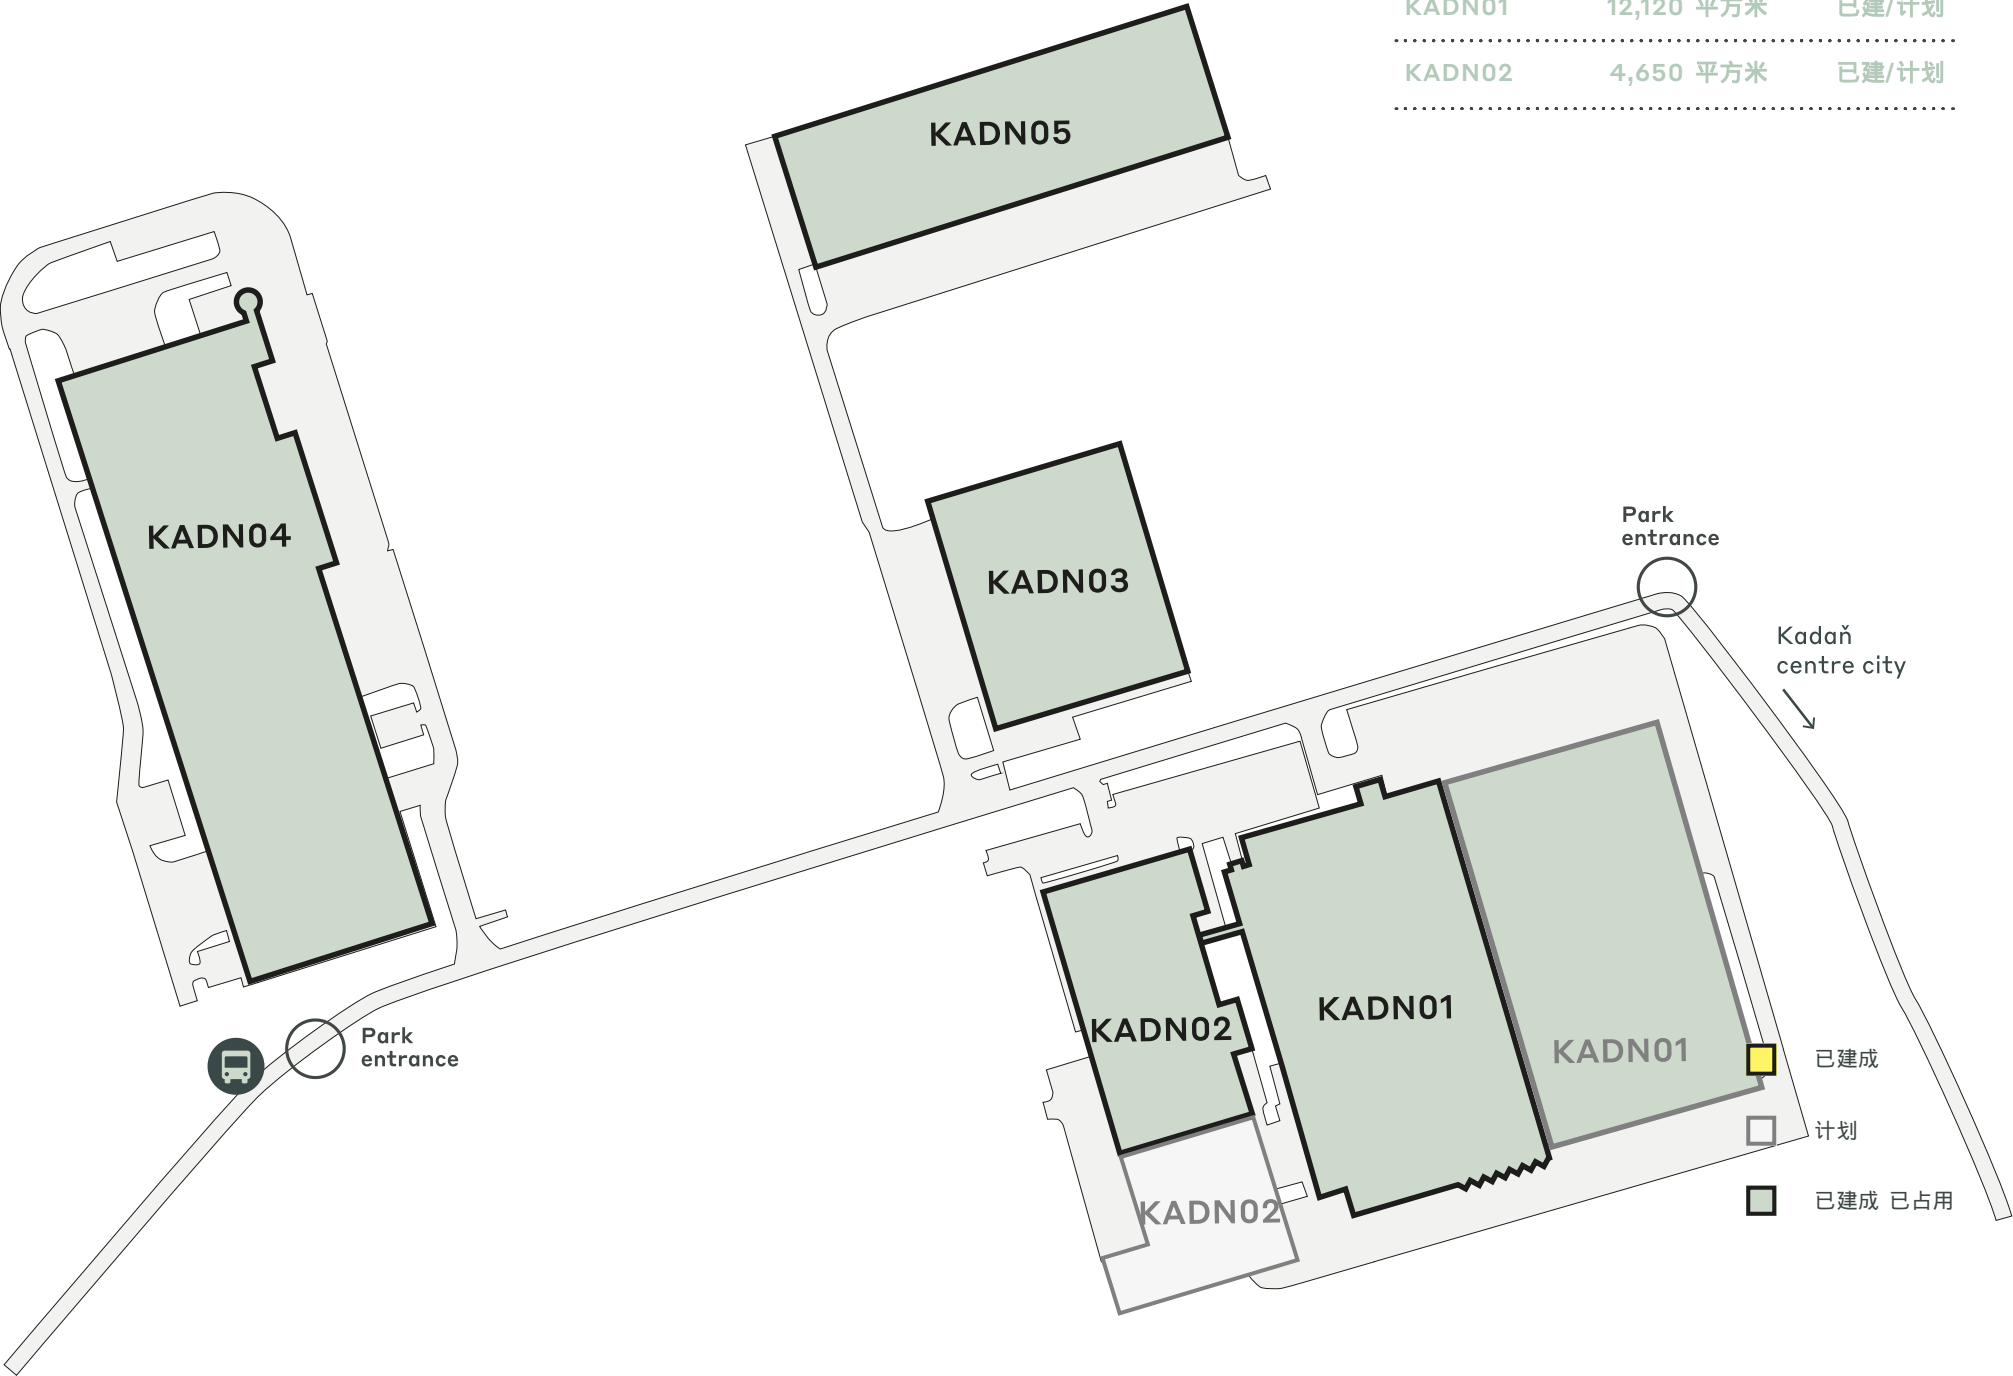 KADN01 12,120 平方米 已建/计划
KADN02 4,650 平方米 已建/计划
KADN05
KADN04
KADN03
Park
entrance
Kadaň
centre city
KADN01
KADN02
KADN01
Park
entrance
KADN02
已建成
计划
已建成 已占用